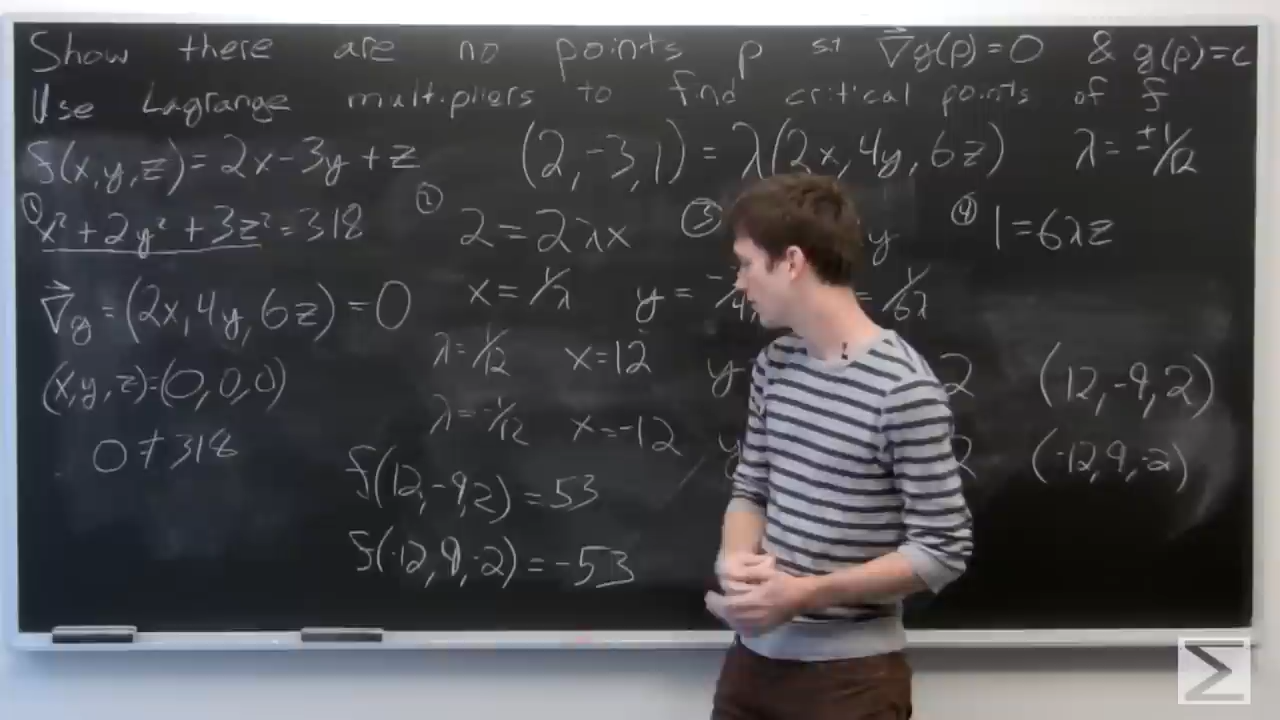 Show there are no points p st ∇⃗g(p)=0 & g(p)=c
Use Lagrange multipliers to find critical points of f
f(x,y,z)=2x-3y+z (2,-3,1)=λ(2x,4y,6z) λ=±1/12
① x²+2y²+3z²=318 ② 2=2λx ③ y ④ 1=6λz
∇⃗g=(2x,4y,6z)=0 x=1/λ y= =1/6λ
λ=1/12 x=12 y 2 (12,-9,2)
(x,y,z)=(0,0,0)
λ=-1/12 x=-12 y 2 (-12,9,-2)
0≠318
f(12,-9,2)=53
f(-12,9,-2)=-53
Σ